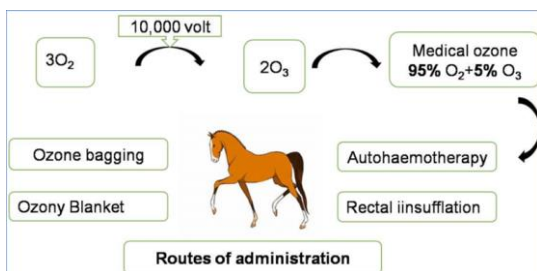 10,000 volt
3O₂
2O₃
Medical ozone
95% O₂+5% O₃
Ozone bagging
Autohaemotherapy
Ozony Blanket
Rectal iinsufflation
Routes of administration